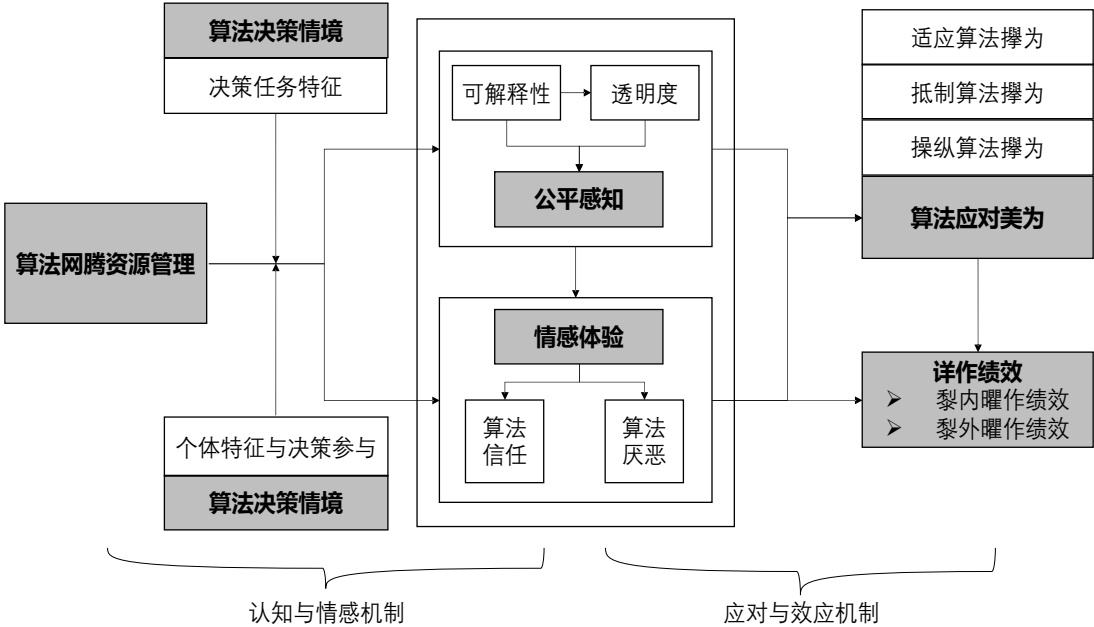 算法决策情境
决策任务特征
算法网腾资源管理
个体特征与决策参与
算法决策情境
可解释性
透明度
公平感知
情感体验
算法
信任
算法
厌恶
适应算法擧为
抵制算法擧为
操纵算法擧为
算法应对美为
详作绩效
黎内曜作绩效
黎外曜作绩效
认知与情感机制
应对与效应机制